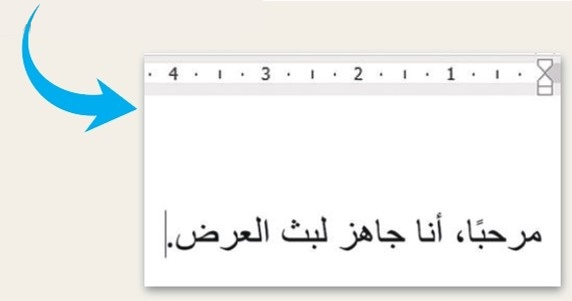 4 · ı · 3 · ı · 2 · ı · 1 · ı ·
مرحبًا، أنا جاهز لبث العرض.